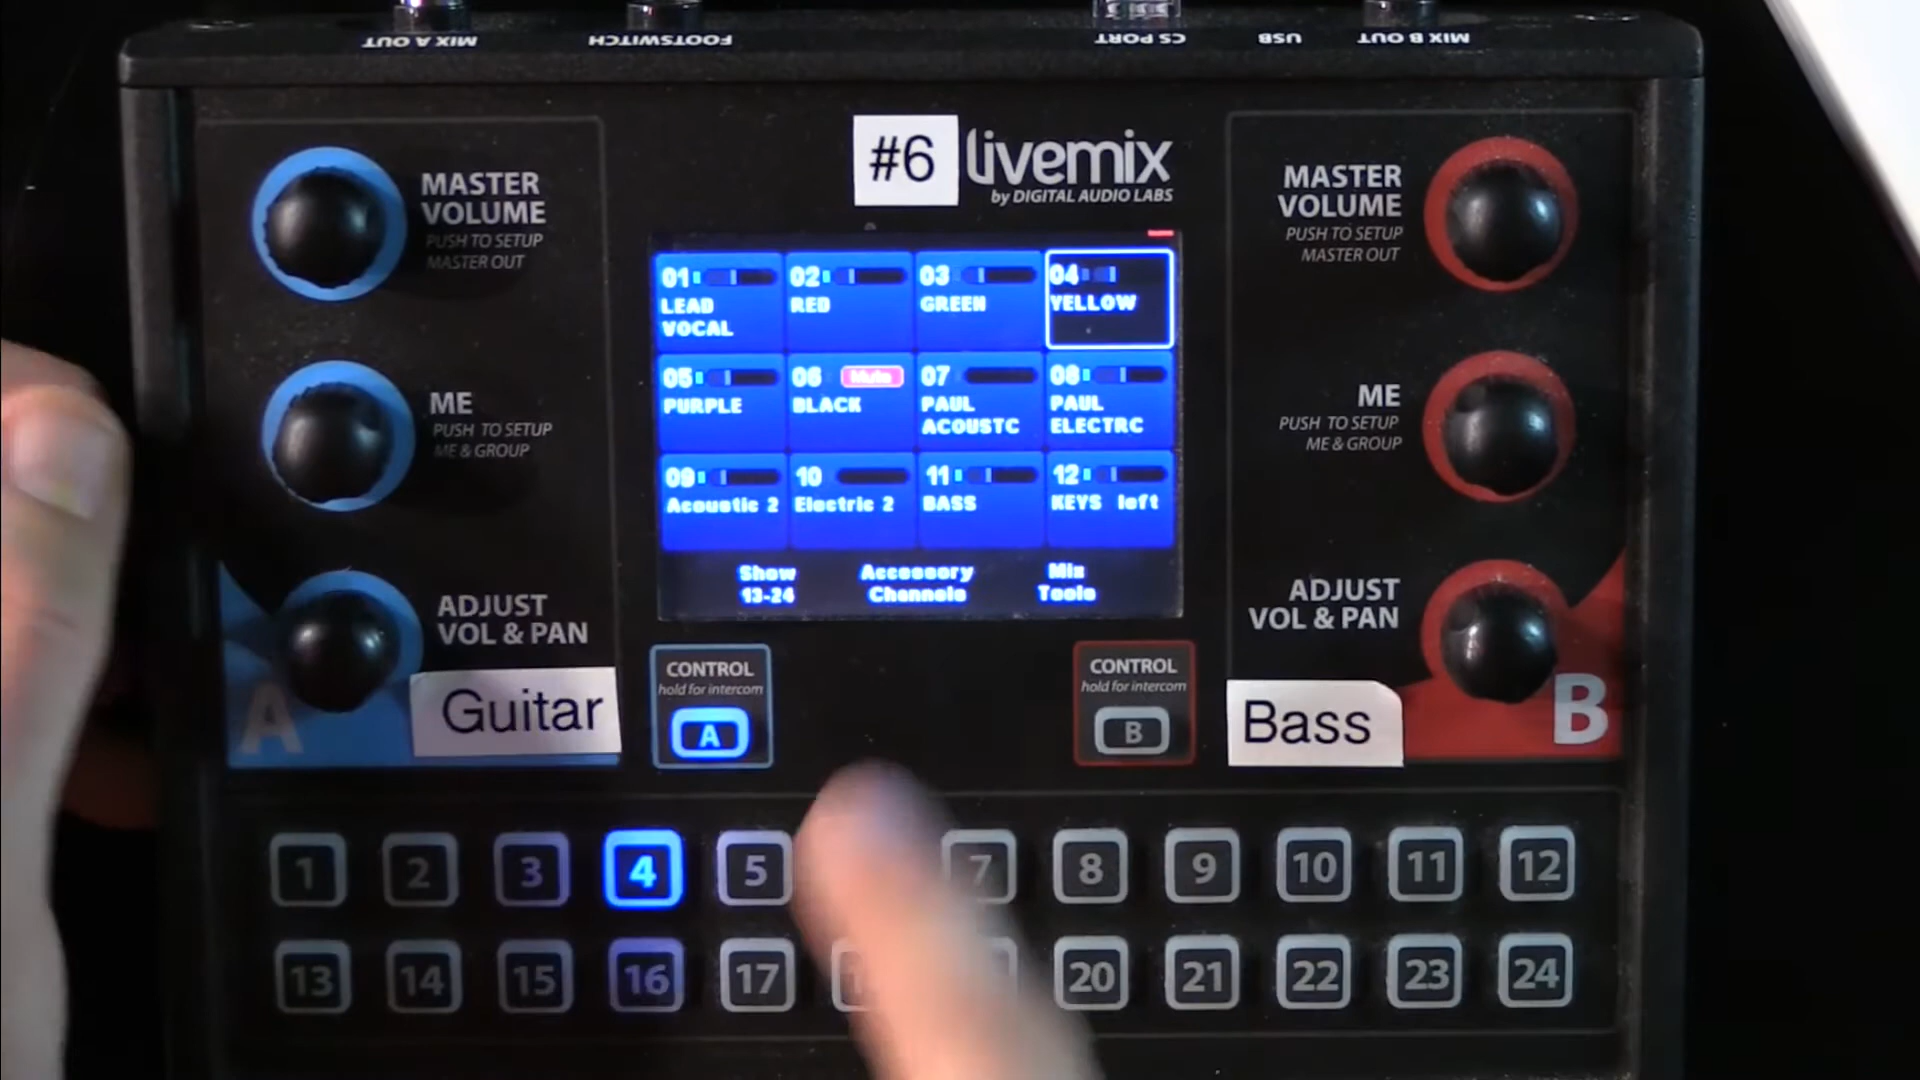 MIX A OUT
FOOTSWITCH
CS PORT
USB
MIX B OUT
#6
livemix
by DIGITAL AUDIO LABS
MASTER
VOLUME
PUSH TO SETUP
MASTER OUT
ME
PUSH TO SETUP
ME & GROUP
ADJUST
VOL & PAN
A
Guitar
01
LEAD
VOCAL
02
RED
03
GREEN
04
YELLOW
05
PURPLE
06 Mute
BLACK
07
PAUL
ACOUSTC
08
PAUL
ELECTRC
09
Acoustic 2
10
Electric 2
11
BASS
12
KEYS left
Show
13-24
Accessory
Channels
Mix
Tools
CONTROL
hold for intercom
A
CONTROL
hold for intercom
B
MASTER
VOLUME
PUSH TO SETUP
MASTER OUT
ME
PUSH TO SETUP
ME & GROUP
ADJUST
VOL & PAN
Bass
B
1 2 3 4 5 7 8 9 10 11 12
13 14 15 16 17 20 21 22 23 24